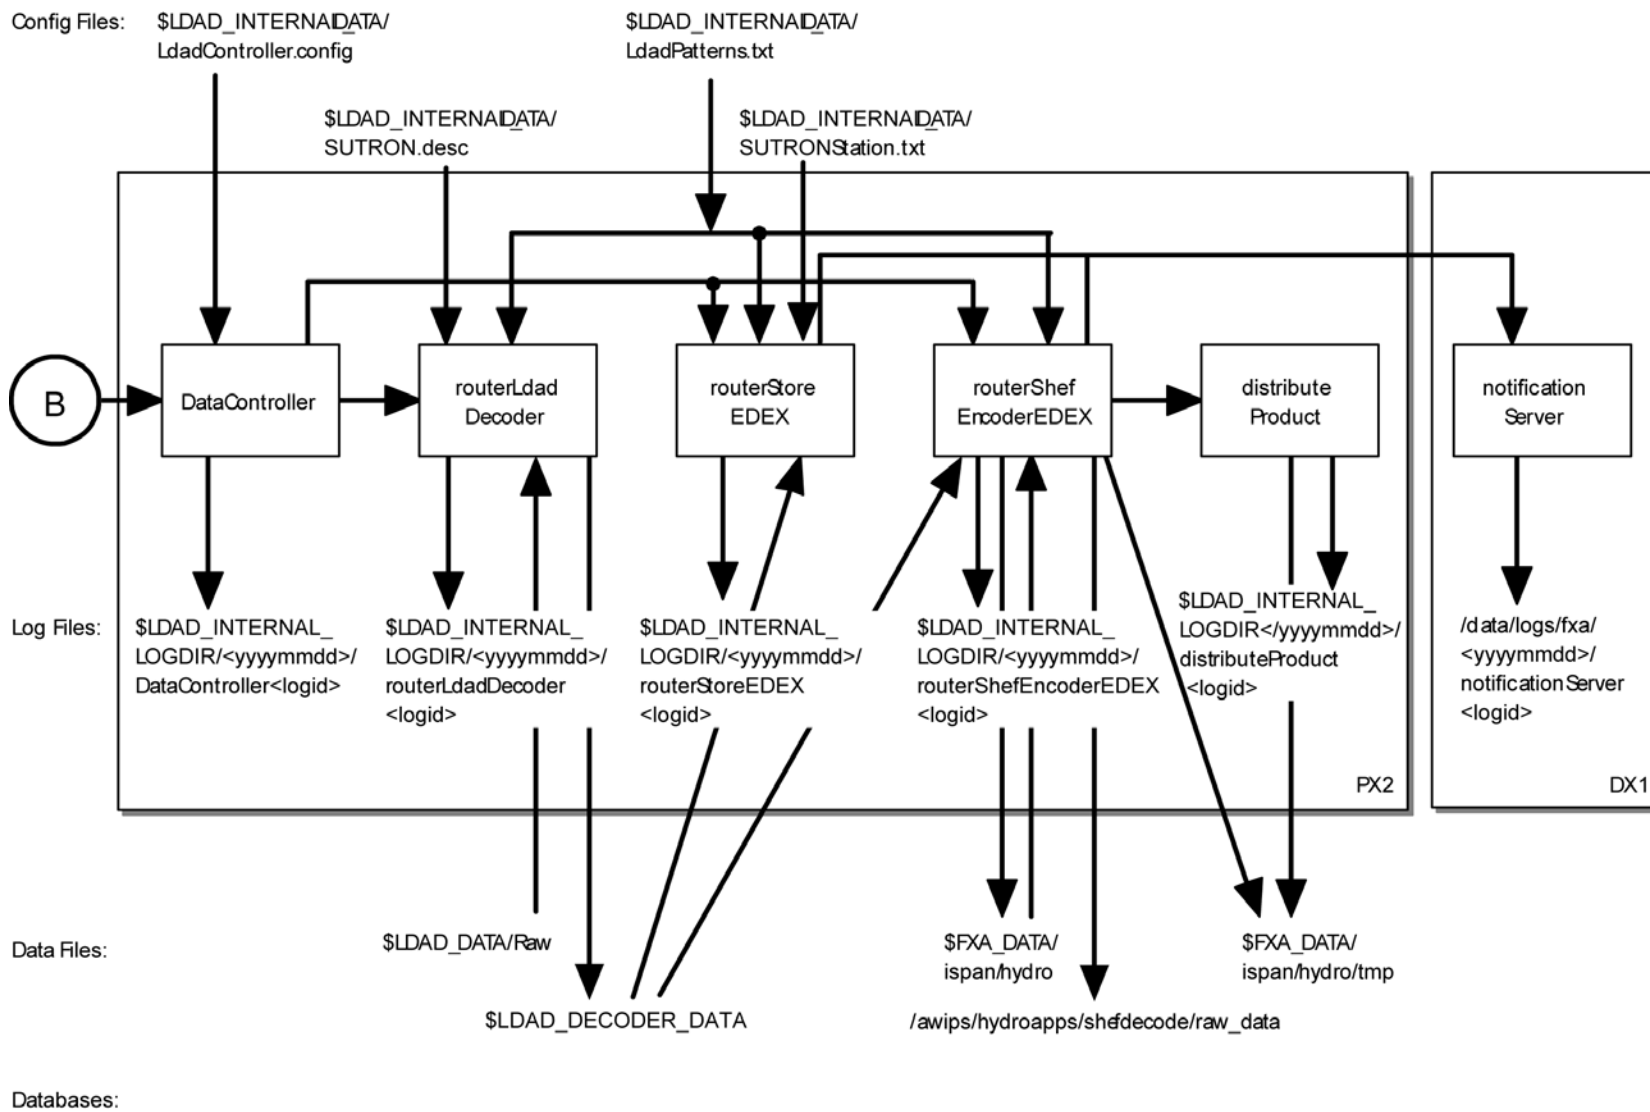 Config Files:
$LDAD_INTERNALDATA/
LdadController.config
$LDAD_INTERNALDATA/
LdadPatterns.txt
$LDAD_INTERNALDATA/
SUTRON.desc
$LDAD_INTERNALDATA/
SUTRONStation.txt
B
DataController
routerLdad
Decoder
routerStore
EDEX
routerShef
EncoderEDEX
distribute
Product
notification
Server
Log Files:
$LDAD_INTERNAL_
LOGDIR/<yyyymmdd>/
DataController<logid>
$LDAD_INTERNAL_
LOGDIR/<yyyymmdd>/
routerLdadDecoder
<logid>
$LDAD_INTERNAL_
LOGDIR/<yyyymmdd>/
routerStoreEDEX
<logid>
$LDAD_INTERNAL_
LOGDIR/<yyyymmdd>/
routerShefEncoderEDEX
<logid>
$LDAD_INTERNAL_
LOGDIR</yyyymmdd>/
distributeProduct
<logid>
/data/logs/fxa/
<yyyymmdd>/
notificationServer
<logid>
PX2
DX1
Data Files:
$LDAD_DATA/Raw
$FXA_DATA/
ispan/hydro
$FXA_DATA/
ispan/hydro/tmp
$LDAD_DECODER_DATA
/awips/hydroapps/shefdecode/raw_data
Databases: